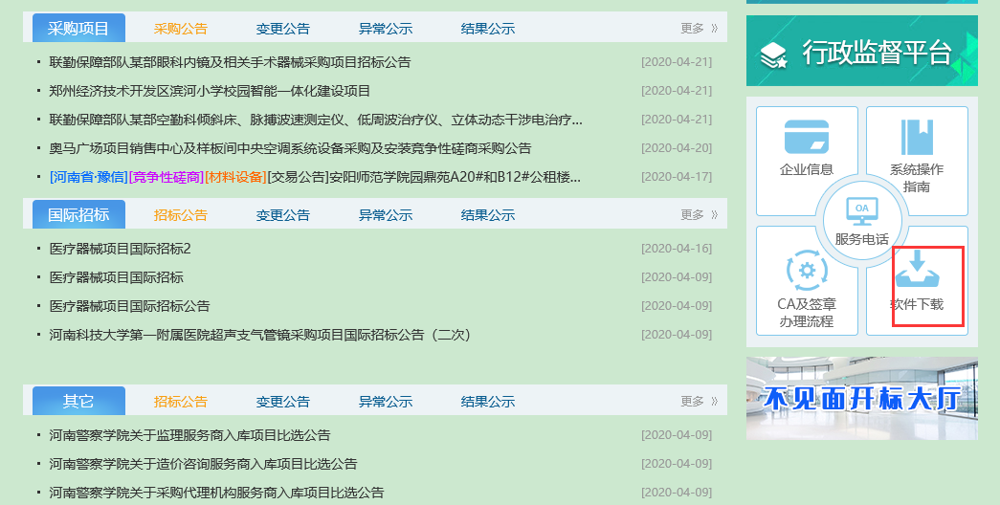 采购项目 采购公告 变更公告 异常公示 结果公示 更多 》
联勤保障部队某部眼科内镜及相关手术器械采购项目招标公告 [2020-04-21]
郑州经济技术开发区滨河小学校园智能一体化建设项目 [2020-04-21]
联勤保障部队某部空勤科倾斜床、脉搏波速测定仪、低周波治疗仪、立体动态干涉电治疗... [2020-04-21]
奥马广场项目销售中心及样板间中央空调系统设备采购及安装竞争性磋商采购公告 [2020-04-20]
[河南省·豫信][竞争性磋商][材料设备][交易公告]安阳师范学院园鼎苑A20#和B12#公租楼... [2020-04-17]
国际招标 招标公告 变更公告 异常公示 结果公示 更多 》
医疗器械项目国际招标2 [2020-04-16]
医疗器械项目国际招标 [2020-04-09]
医疗器械项目国际招标公告 [2020-04-09]
河南科技大学第一附属医院超声支气管镜采购项目国际招标公告（二次） [2020-04-09]
其它 招标公告 变更公告 异常公示 结果公示 更多 》
河南警察学院关于监理服务商入库项目比选公告 [2020-04-09]
河南警察学院关于造价咨询服务商入库项目比选公告 [2020-04-09]
河南警察学院关于采购代理机构服务商入库项目比选公告 [2020-04-09]
行政监督平台
企业信息
系统操作
指南
OA
服务电话
CA及签章
办理流程
软件下载
不见面开标大厅